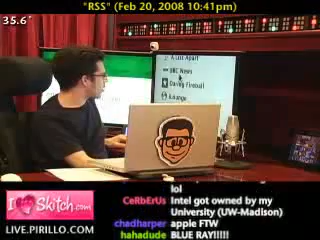 "RSS" (Feb 20, 2008 10:41pm)
35.6°
A List Apart
BBC News
Daring Fireball
kottke
lol
CeRbErUs Intel got owned by my
University (UW-Madison)
chadharper apple FTW
hahadude BLUE RAY!!!!!
I Skitch.com
LIVE.PIRILLO.COM